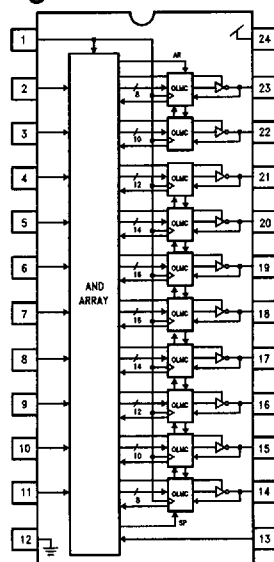 1 24
AR
2 8 OLMC 23
3 10 OLMC 22
4 12 OLMC 21
5 14 OLMC 20
6 16 OLMC 19
AND
ARRAY
7 16 OLMC 18
8 14 OLMC 17
9 12 OLMC 16
10 10 OLMC 15
11 8 OLMC 14
SP
12 13